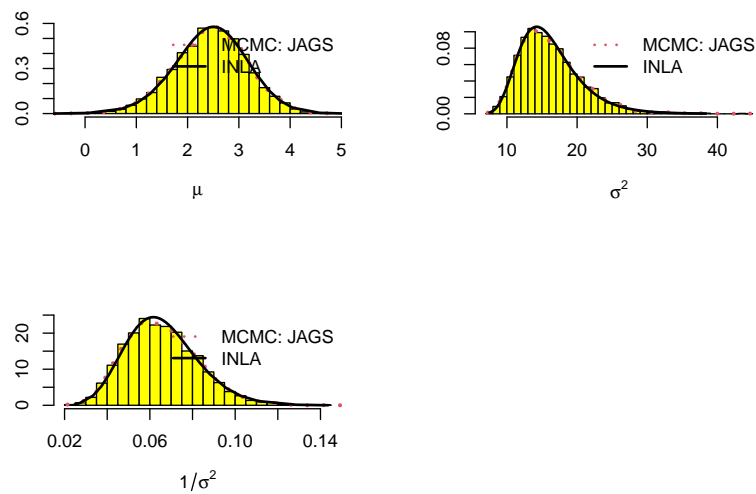 0.0 0.3 0.6
MCMC: JAGS
INLA
0 1 2 3 4 5
μ
0.00 0.08
MCMC: JAGS
INLA
10 20 30 40
σ²
0 10 20
MCMC: JAGS
INLA
0.02 0.06 0.10 0.14
1/σ²